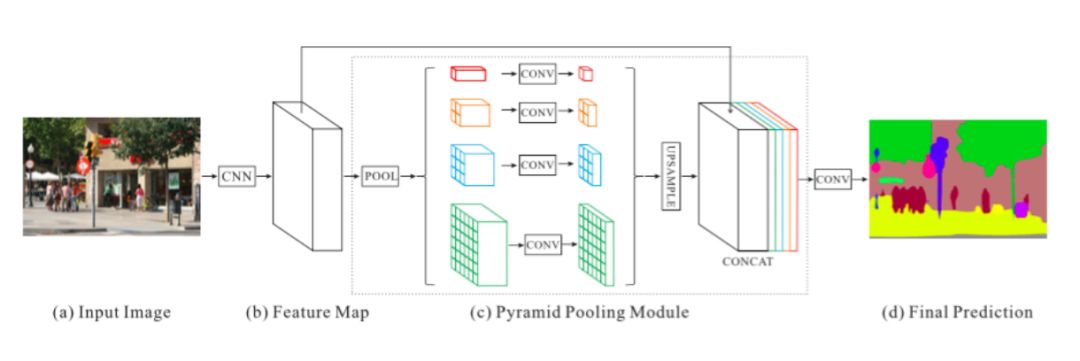 CNN
POOL
CONV
CONV
CONV
CONV
UPSAMPLE
CONCAT
CONV
(a) Input Image
(b) Feature Map
(c) Pyramid Pooling Module
(d) Final Prediction